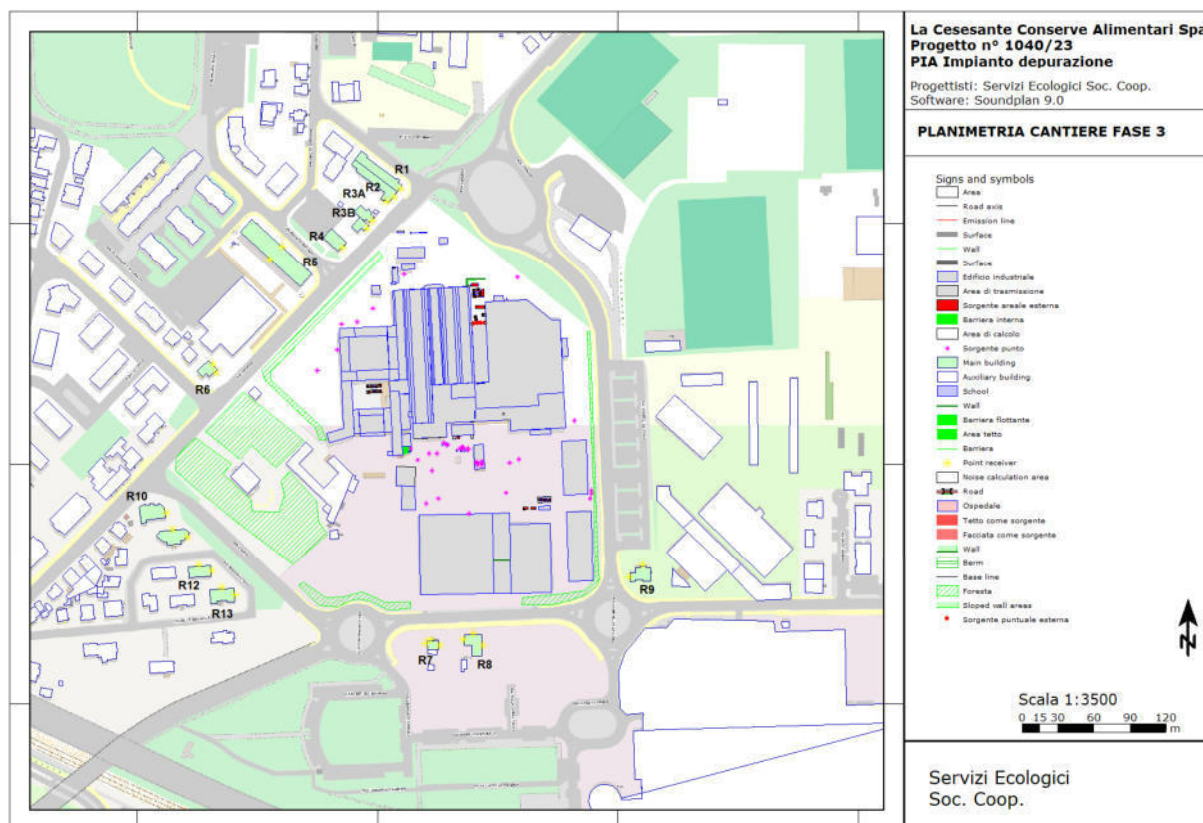 La Cesesante Conserve Alimentari Spa
Progetto n° 1040/23
PIA Impianto depurazione
Progettisti: Servizi Ecologici Soc. Coop.
Software: Soundplan 9.0
PLANIMETRIA CANTIERE FASE 3
Signs and symbols
Area
Road axis
Emission line
Surface
Wall
Surface
Edificio industriale
Area di trasmissione
Sorgente areale esterna
Barriera interna
Area di calcolo
Sorgente punto
Main building
Auxiliary building
School
Wall
Barriera flottante
Area tetto
Barriera
Point receiver
Noise calculation area
Road
Ospedale
Tetto come sorgente
Facciata come sorgente
Wall
Berm
Base line
Foresta
Sloped wall areas
Sorgente puntuale esterna
N
Scala 1:3500
0 15 30 60 90 120
m
Servizi Ecologici
Soc. Coop.
R1
R2
R3A
R3B
R4
R5
R6
R10
R12
R13
R9
R7
R8